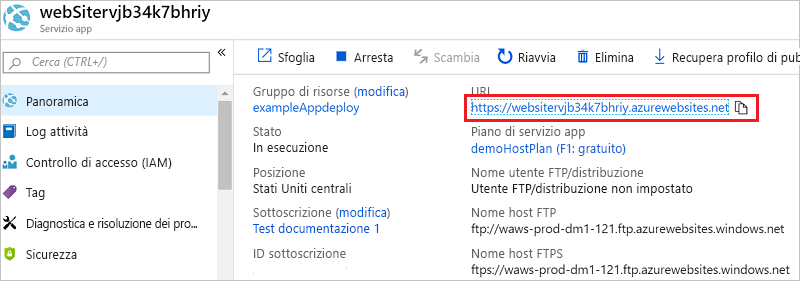 webSitervjb34k7bhriy
Servizio app
Cerca (CTRL+/)
Panoramica
Log attività
Controllo di accesso (IAM)
Tag
Diagnostica e risoluzione dei pro...
Sicurezza
Sfoglia
Arresta
Scambia
Riavvia
Elimina
Recupera profilo di pub
Gruppo di risorse (modifica)
exampleAppdeploy
Stato
In esecuzione
Posizione
Stati Uniti centrali
Sottoscrizione (modifica)
Test documentazione 1
ID sottoscrizione
URL
https://websitervjb34k7bhriy.azurewebsites.net
Piano di servizio app
demoHostPlan (F1: gratuito)
Nome utente FTP/distribuzione
Utente FTP/distribuzione non impostato
Nome host FTP
ftp://waws-prod-dm1-121.ftp.azurewebsites.windows.net
Nome host FTPS
ftps://waws-prod-dm1-121.ftp.azurewebsites.windows.net